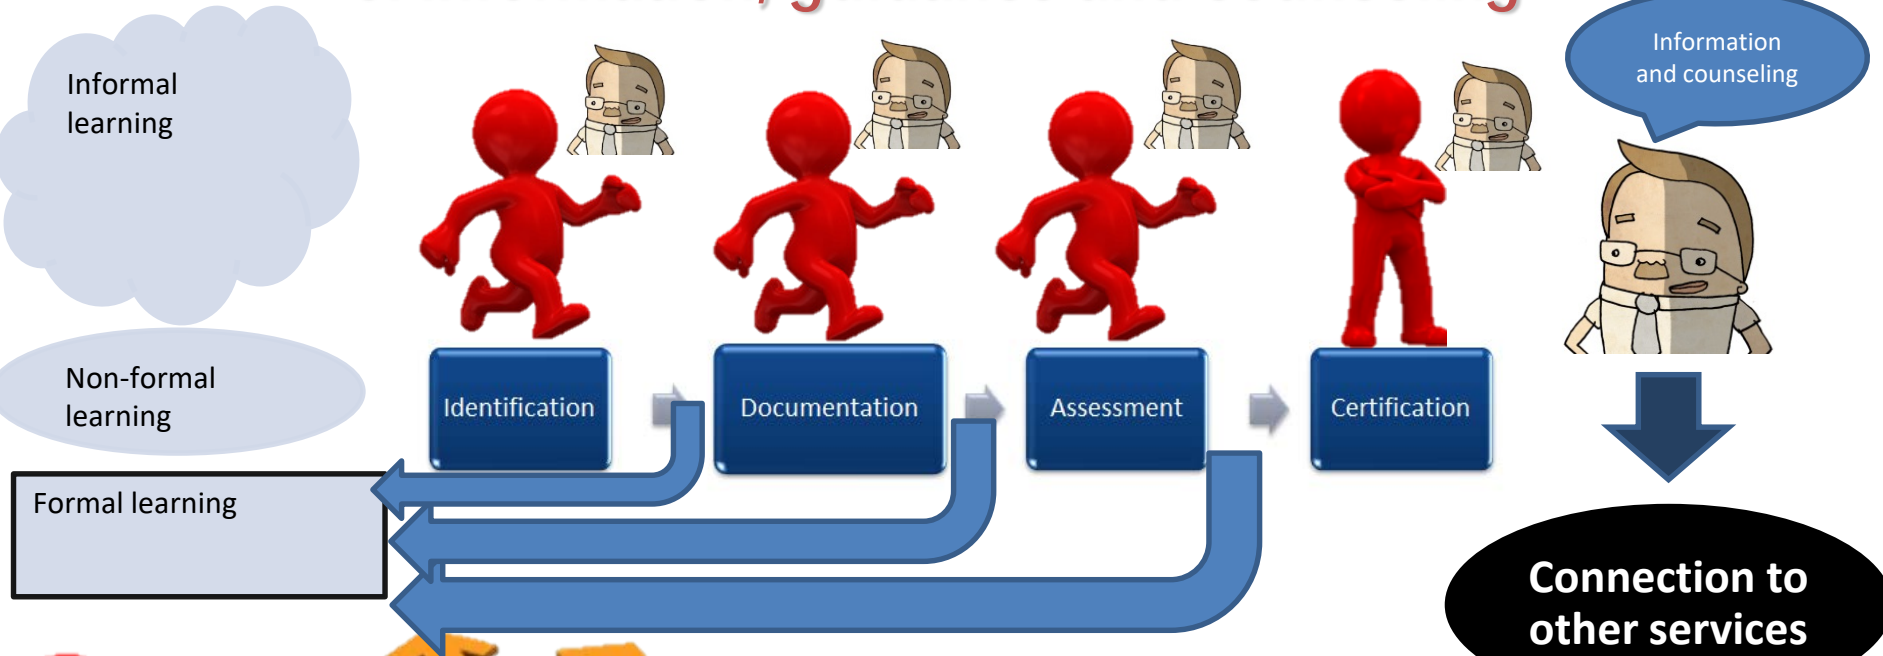 Informal
learning
Information
and counseling
Non-formal
learning
Identification
Documentation
Assessment
Certification
Formal learning
Connection to
other services